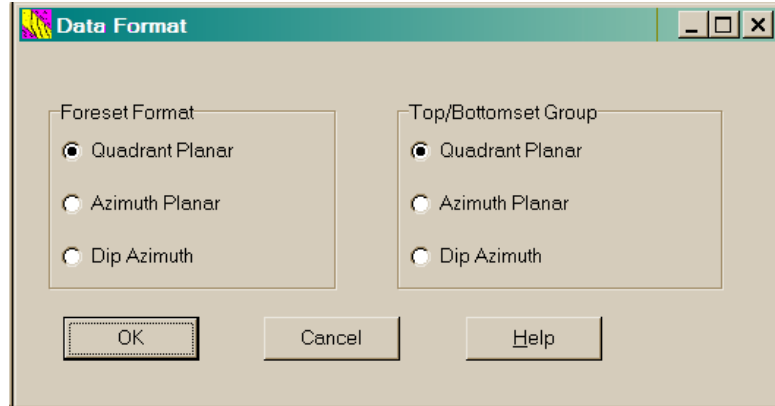 Data Format
Foreset Format
Quadrant Planar
Azimuth Planar
Dip Azimuth
Top/Bottomset Group
Quadrant Planar
Azimuth Planar
Dip Azimuth
OK
Cancel
Help